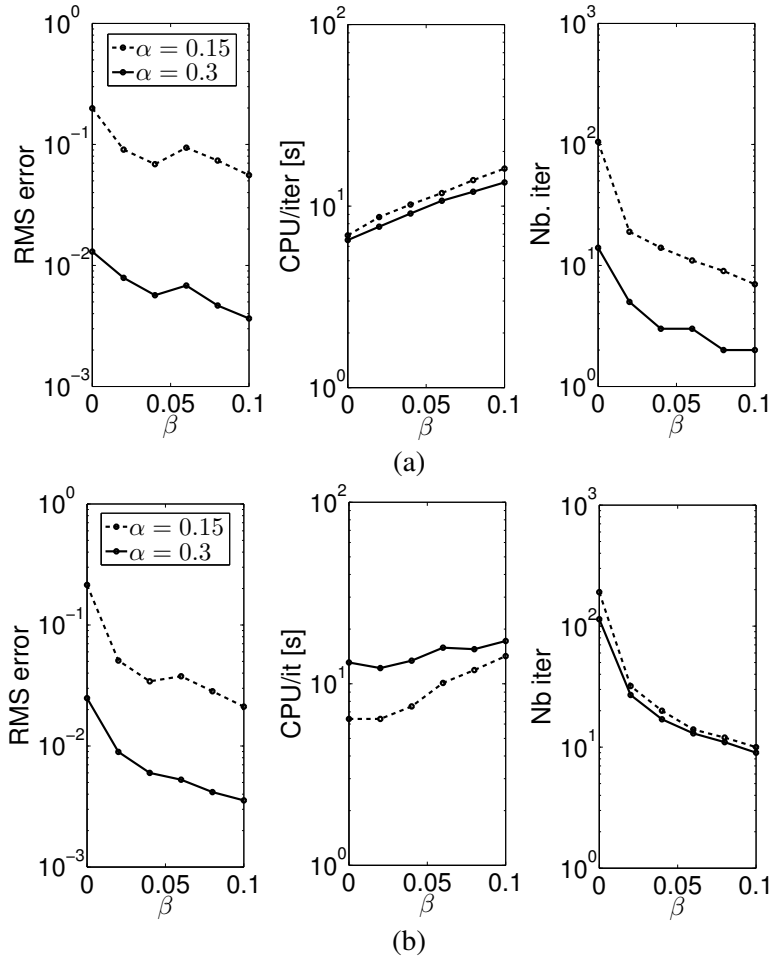 RMS error
10^0
10^-1
10^-2
10^-3
α = 0.15
α = 0.3
0 0.05 0.1
β
CPU/iter [s]
10^2
10^1
10^0
0 0.05 0.1
β
Nb. iter
10^3
10^2
10^1
10^0
0 0.05 0.1
β
(a)
RMS error
10^0
10^-1
10^-2
10^-3
α = 0.15
α = 0.3
0 0.05 0.1
β
CPU/it [s]
10^2
10^1
10^0
0 0.05 0.1
β
Nb iter
10^3
10^2
10^1
10^0
0 0.05 0.1
β
(b)